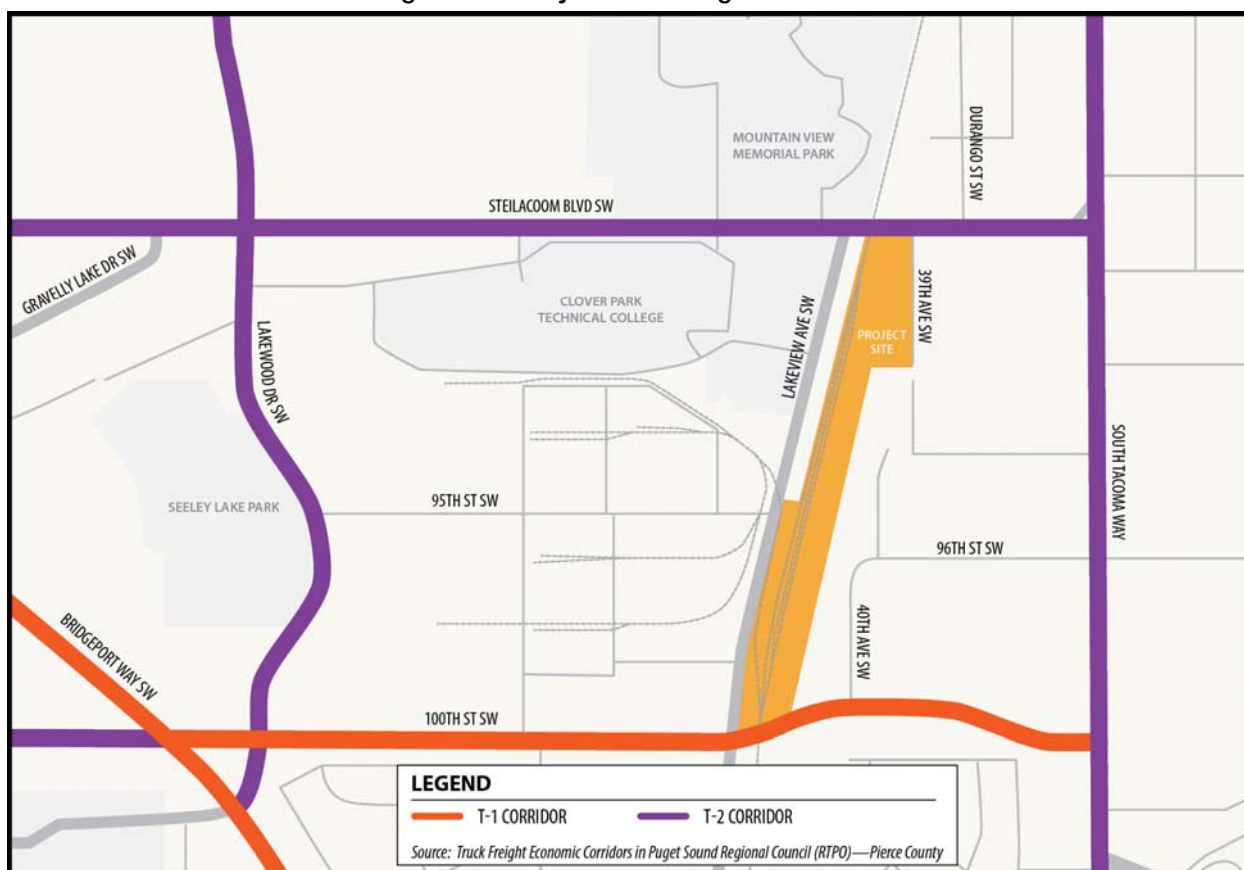 MOUNTAIN VIEW
MEMORIAL PARK
DURANGO ST SW
STEILACOOM BLVD SW
GRAVELLY LAKE DR SW
CLOVER PARK
TECHNICAL COLLEGE
LAKEVIEW AVE SW
39TH AVE SW
PROJECT
SITE
LAKEWOOD DR SW
SOUTH TACOMA WAY
SEELEY LAKE PARK
95TH ST SW
96TH ST SW
40TH AVE SW
BRIDGEPORT WAY SW
100TH ST SW
LEGEND
T-1 CORRIDOR
T-2 CORRIDOR
Source: Truck Freight Economic Corridors in Puget Sound Regional Council (RTPO)—Pierce County